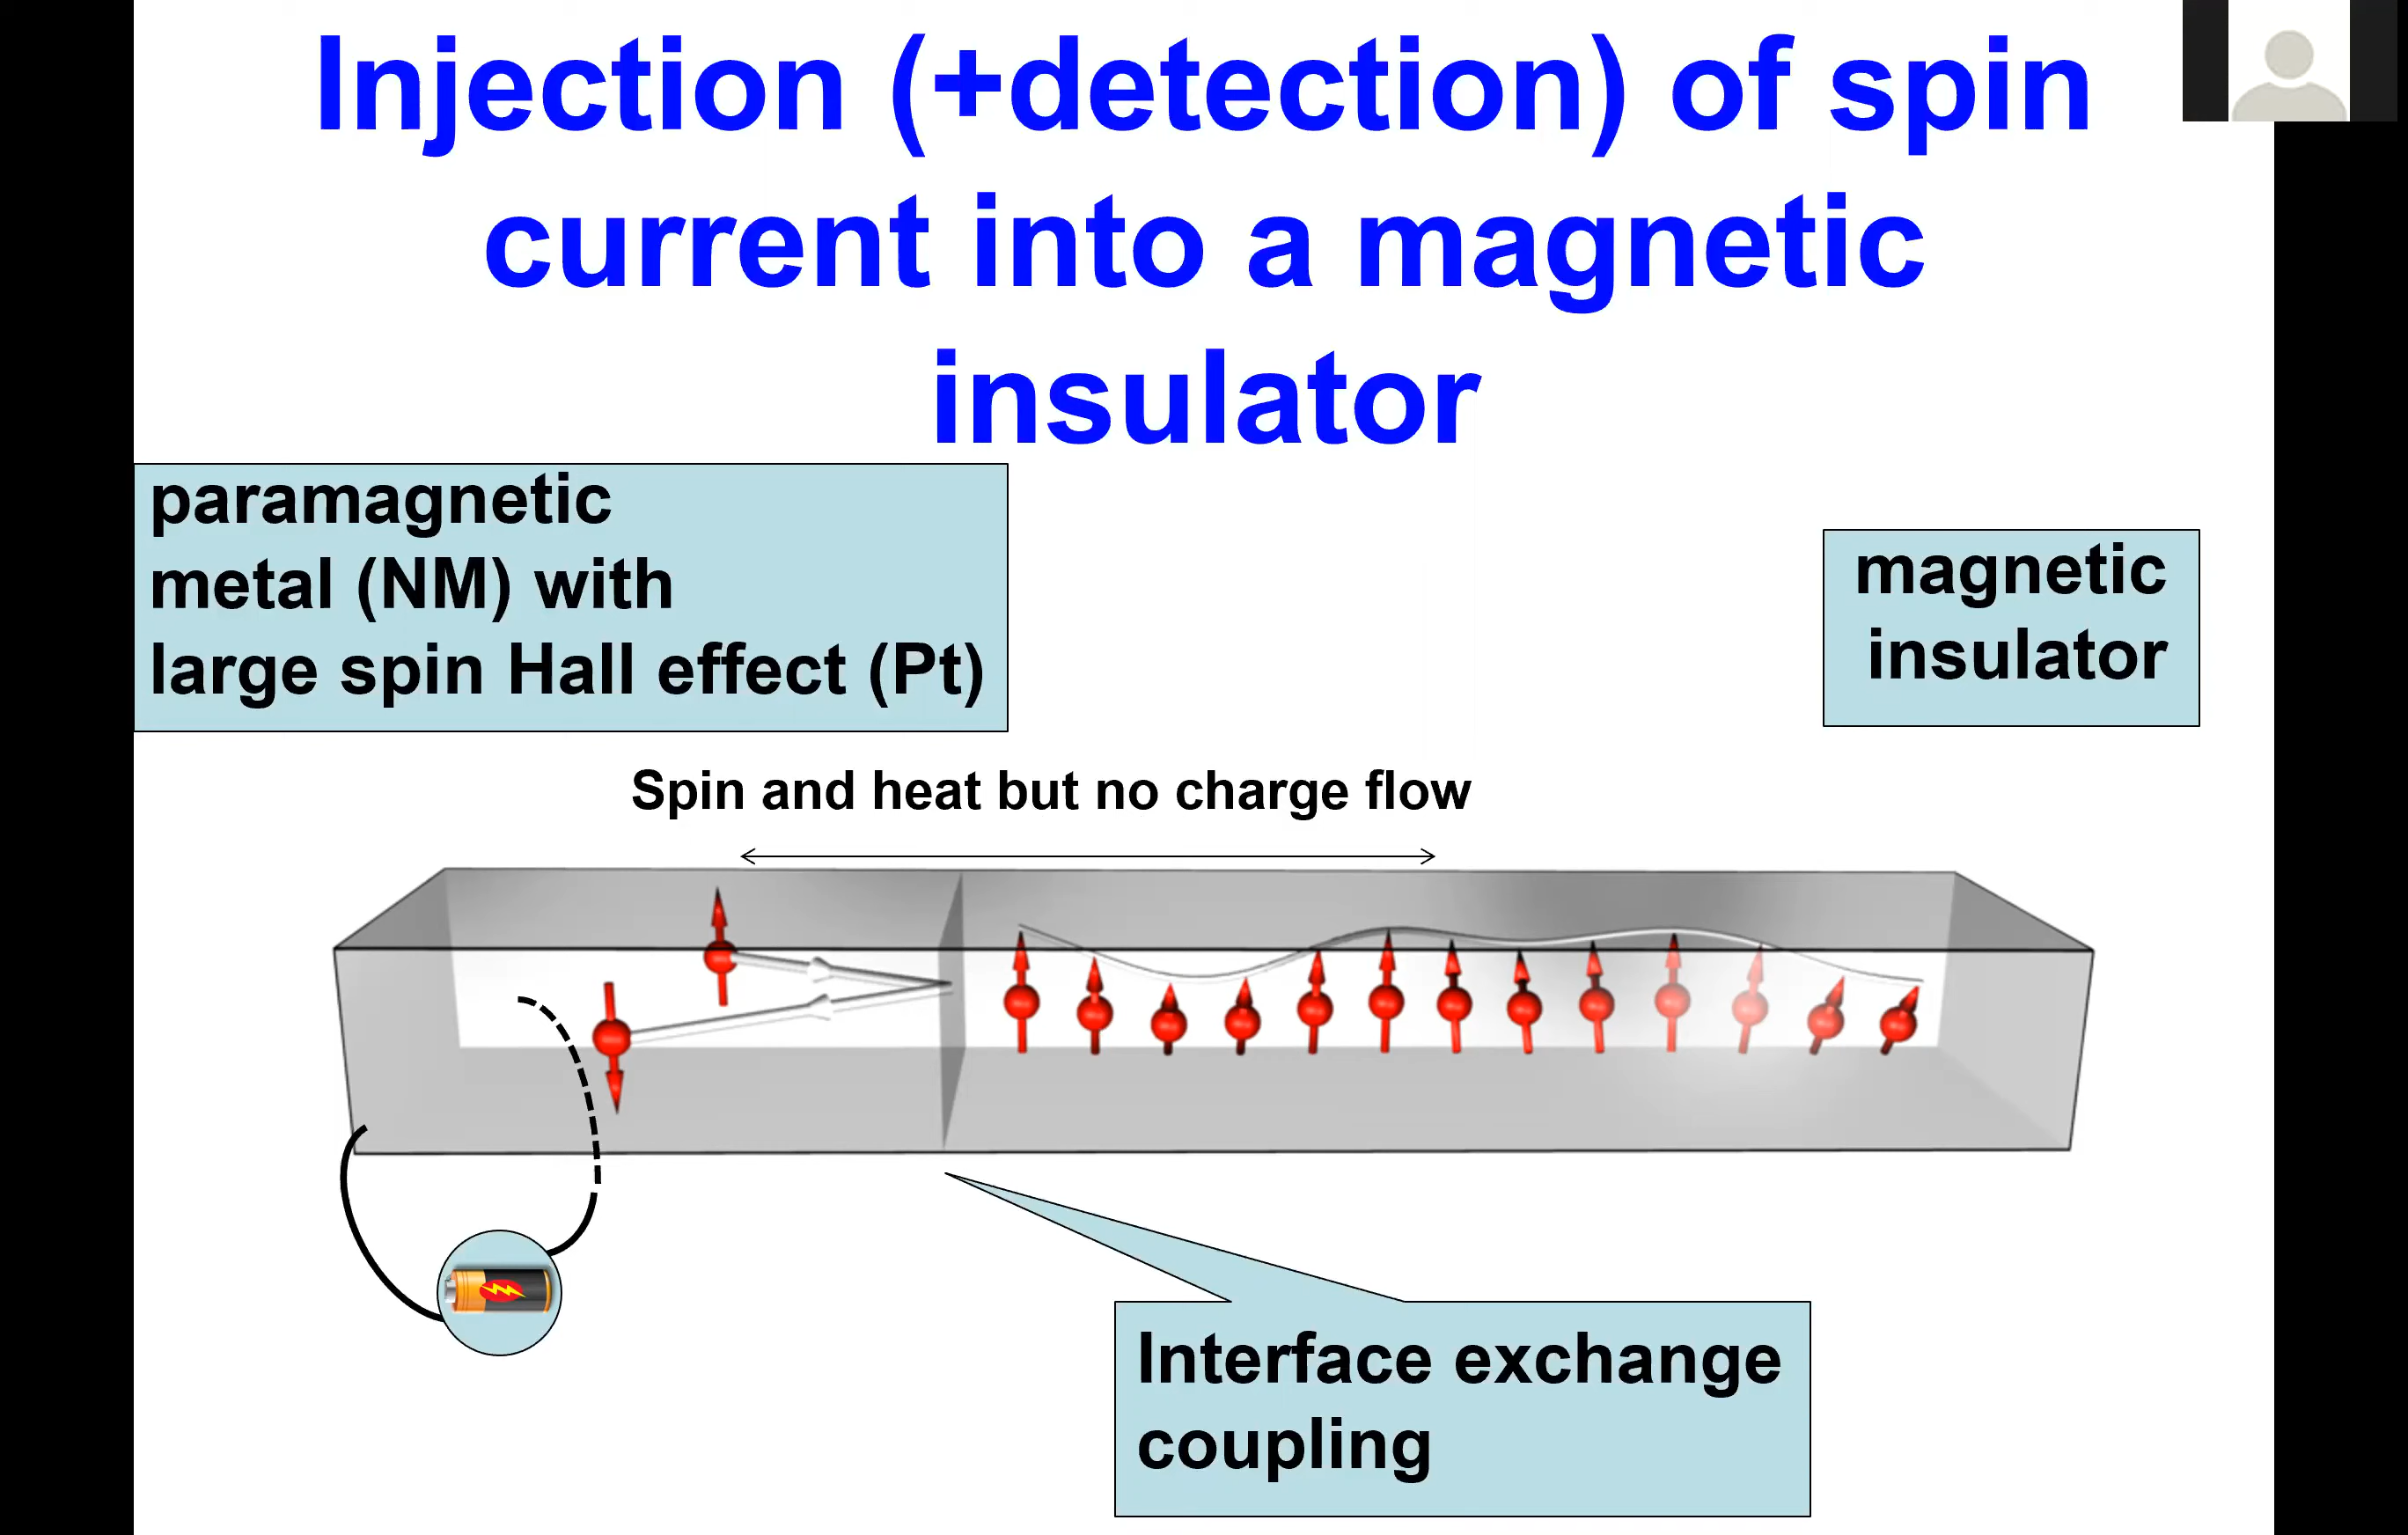 Injection (+detection) of spin
current into a magnetic
insulator
paramagnetic
metal (NM) with
large spin Hall effect (Pt)
magnetic
insulator
Spin and heat but no charge flow
Interface exchange
coupling